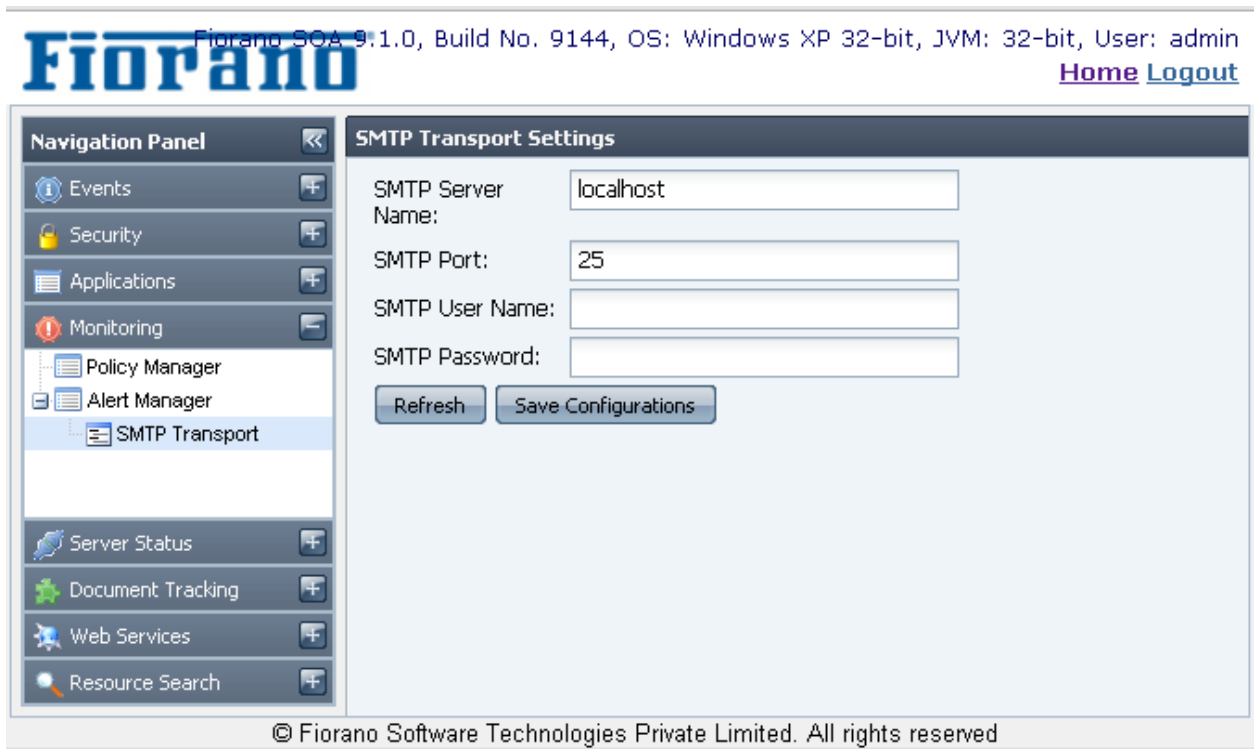 Fiorano
Fiorano SOA 9.1.0, Build No. 9144, OS: Windows XP 32-bit, JVM: 32-bit, User: admin
Home Logout
Navigation Panel
Events
Security
Applications
Monitoring
Policy Manager
Alert Manager
SMTP Transport
Server Status
Document Tracking
Web Services
Resource Search
SMTP Transport Settings
SMTP Server
Name:
localhost
SMTP Port:
25
SMTP User Name:
SMTP Password:
Refresh
Save Configurations
© Fiorano Software Technologies Private Limited. All rights reserved